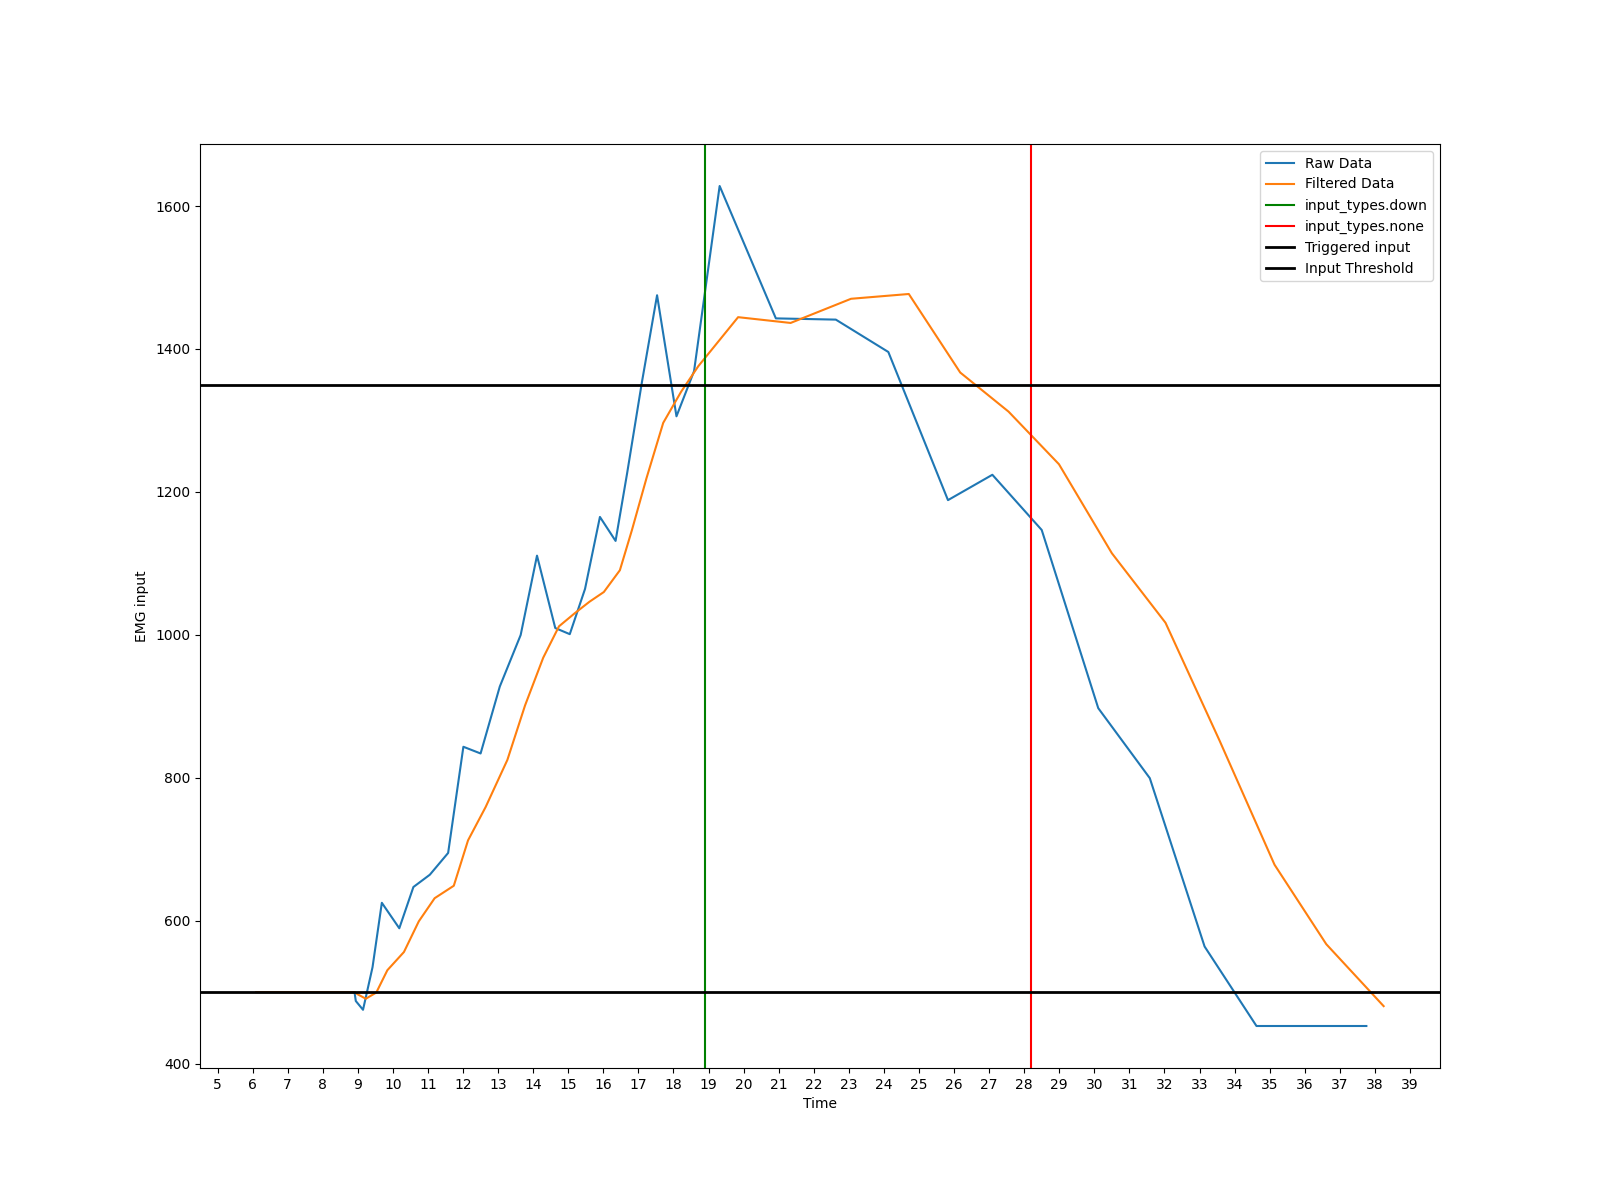 Raw Data
Filtered Data
input_types.down
input_types.none
Triggered input
Input Threshold
1600
1400
1200
1000
800
600
400
EMG input
5 6 7 8 9 10 11 12 13 14 15 16 17 18 19 20 21 22 23 24 25 26 27 28 29 30 31 32 33 34 35 36 37 38 39
Time